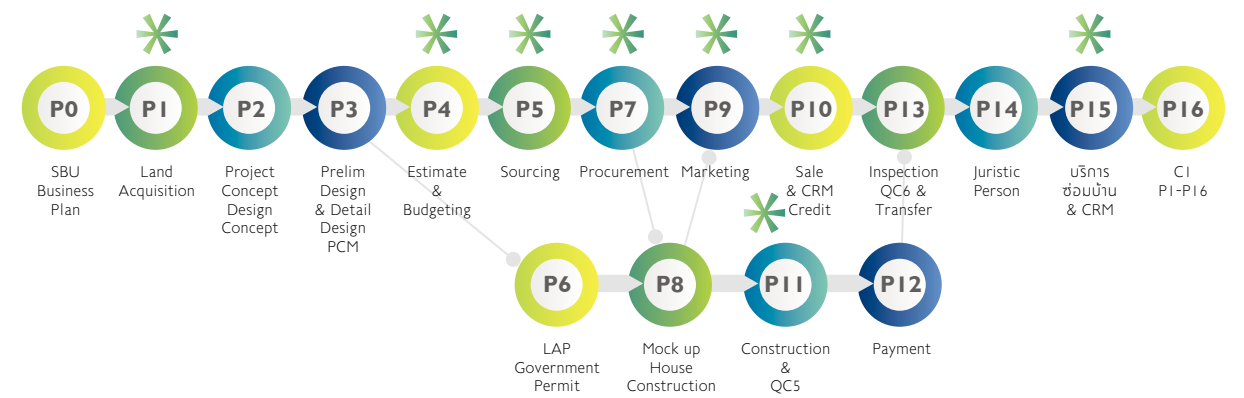 P0
P1
P2
P3
P4
P5
P7
P9
P10
P13
P14
P15
P16
SBU
Business
Plan
Land
Acquisition
Project
Concept
Design
Concept
Prelim
Design
& Detail
Design
PCM
Estimate
&
Budgeting
Sourcing
Procurement
Marketing
Sale
& CRM
Credit
Inspection
QC6 &
Transfer
Juristic
Person
บริการ
ซ่อมบ้าน
& CRM
C1
P1-P16
P6
P8
P11
P12
LAP
Government
Permit
Mock up
House
Construction
Construction
&
QC5
Payment